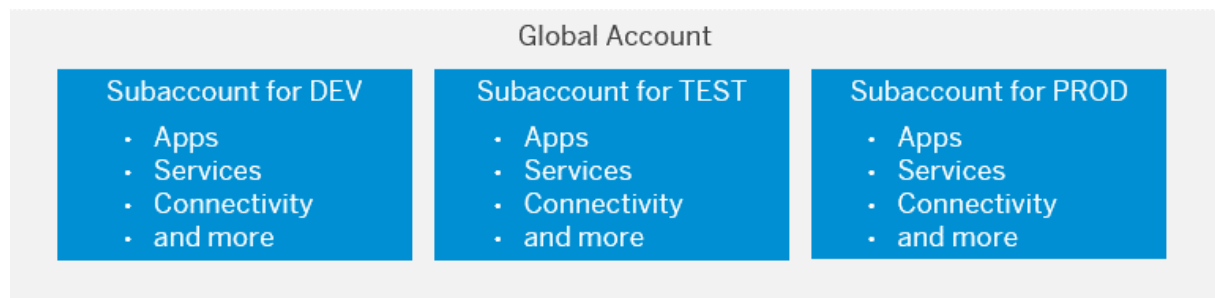 Global Account
Subaccount for DEV
• Apps
• Services
• Connectivity
• and more
Subaccount for TEST
• Apps
• Services
• Connectivity
• and more
Subaccount for PROD
• Apps
• Services
• Connectivity
• and more